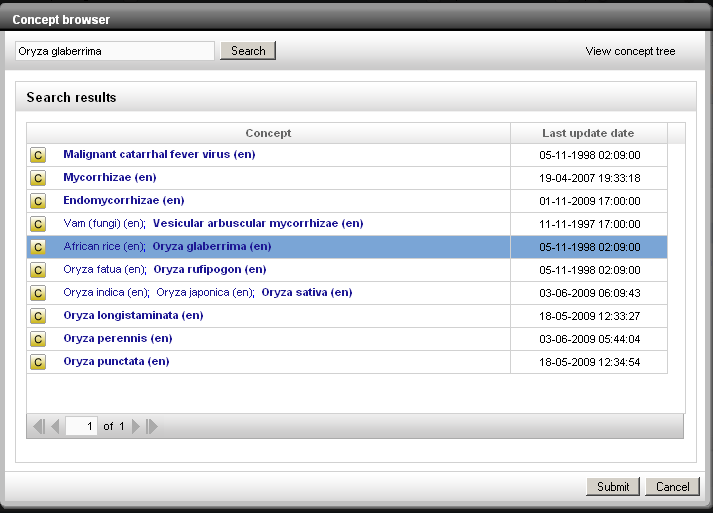 Concept browser
Oryza glaberrima Search View concept tree
Search results
Concept Last update date
C Malignant catarrhal fever virus (en) 05-11-1998 02:09:00
C Mycorrhizae (en) 19-04-2007 19:33:18
C Endomycorrhizae (en) 01-11-2009 17:00:00
C Vam (fungi) (en); Vesicular arbuscular mycorrhizae (en) 11-11-1997 17:00:00
C African rice (en); Oryza glaberrima (en) 05-11-1998 02:09:00
C Oryza fatua (en); Oryza rufipogon (en) 05-11-1998 02:09:00
C Oryza indica (en); Oryza japonica (en); Oryza sativa (en) 03-06-2009 06:09:43
C Oryza longistaminata (en) 18-05-2009 12:33:27
C Oryza perennis (en) 03-06-2009 05:44:04
C Oryza punctata (en) 18-05-2009 12:34:54
1 of 1
Submit Cancel